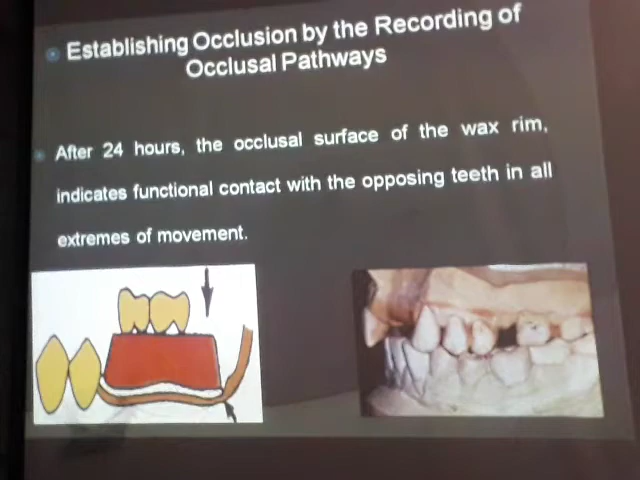 Establishing Occlusion by the Recording of
Occlusal Pathways
After 24 hours, the occlusal surface of the wax rim,
indicates functional contact with the opposing teeth in all
extremes of movement.